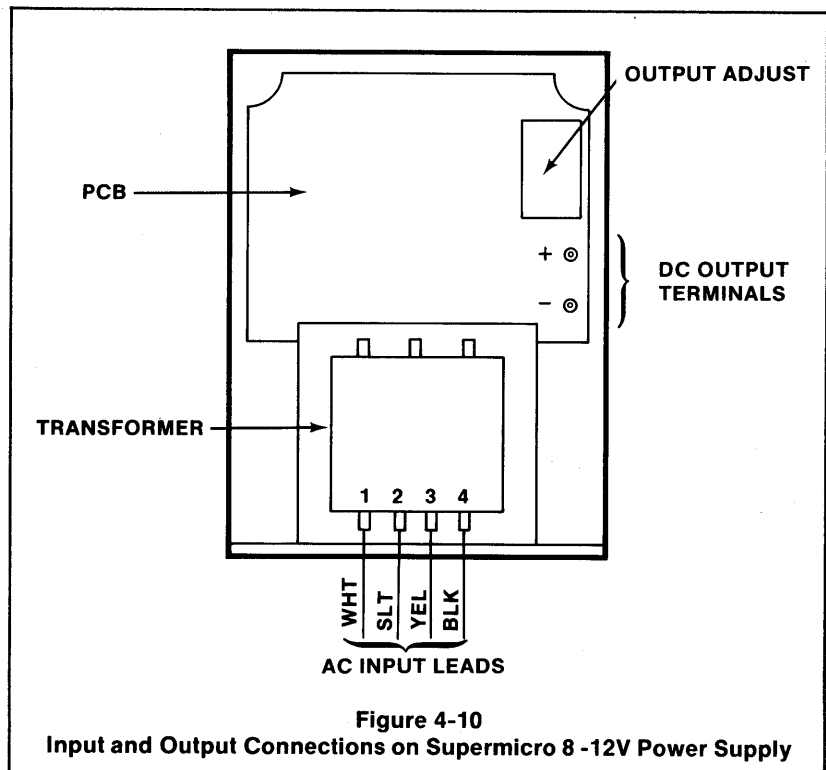 OUTPUT ADJUST
PCB
+
DC OUTPUT
TERMINALS
-
TRANSFORMER
1 2 3 4
WHT
SLT
YEL
BLK
AC INPUT LEADS
Figure 4-10
Input and Output Connections on Supermicro 8 -12V Power Supply